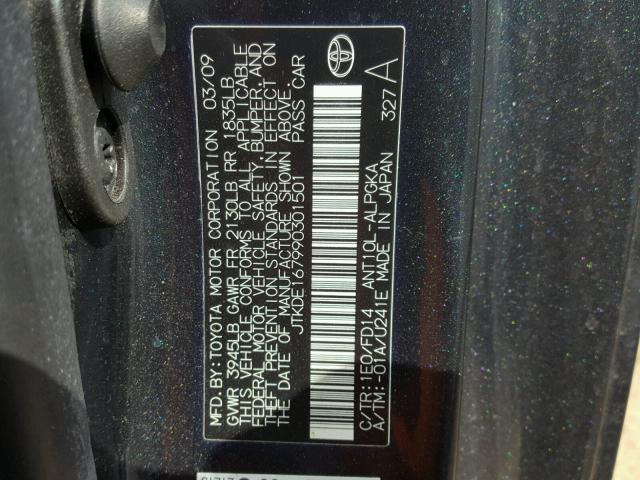 MFD. BY: TOYOTA MOTOR CORPORATION 03/09
GVWR 3945LB GAWR FR 2130LB RR 1835LB
THIS VEHICLE CONFORMS TO ALL APPLICABLE
FEDERAL MOTOR VEHICLE SAFETY, BUMPER, AND
THEFT PREVENTION STANDARDS IN EFFECT ON
THE DATE OF MANUFACTURE SHOWN ABOVE.
JTKDE167990301501 PASS CAR
C/TR:1E0/FD14 ANT10L-ALPGKA 327 A
A/TM:-01A/U241E MADE IN JAPAN